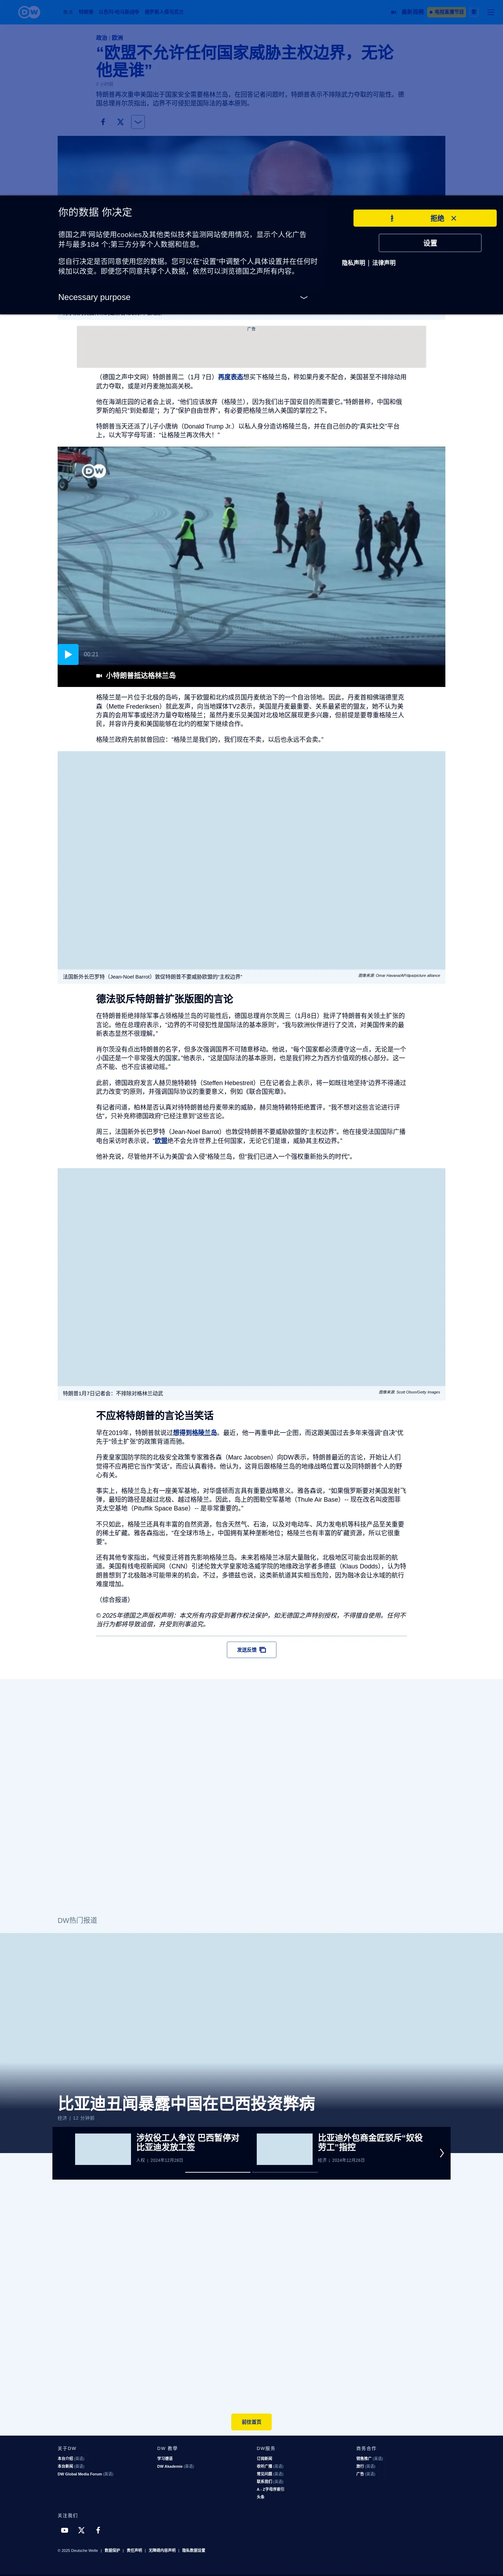 政治 | 欧洲
“欧盟不允许任何国家威胁主权边界，无论
他是谁”
特朗普再次重申美国出于国家安全需要格林兰岛，在回答记者问题时，特朗普表示不排除武力夺取的可能性。德
国总理肖尔茨指出，边界不可侵犯是国际法的基本原则。
你的数据 你决定
德国之声'网站使用cookies及其他类似技术监测网站使用情况，显示个人化广告
并与最多184 个;第三方分享个人数据和信息。
您自行决定是否同意使用您的数据。您可以在"设置"中调整个人具体设置并在任何时
候加以改变。即便您不同意共享个人数据，依然可以浏览德国之声所有内容。
拒绝
设置
隐私声明 | 法律声明
Necessary purpose
广告
（德国之声中文网）特朗普周二（1月 7日）再度表态想买下格陵兰岛，称如果丹麦不配合，美国甚至不排除动用
武力夺取，或是对丹麦施加高关税。
他在海湖庄园的记者会上说，“他们应该放弃（格陵兰），因为我们出于国安目的而需要它。”特朗普称，中国和俄
罗斯的船只“到处都是”；为了“保护自由世界”，有必要把格陵兰纳入美国的掌控之下。
特朗普当天还派了儿子小唐纳（Donald Trump Jr.）以私人身分造访格陵兰岛，并在自己创办的“真实社交”平台
上，以大写字母写道：“让格陵兰再次伟大！”
DW
00:21
小特朗普抵达格林兰岛
格陵兰是一片位于北极的岛屿，属于欧盟和北约成员国丹麦统治下的一个自治领地。因此，丹麦首相佛瑞德里克
森（Mette Frederiksen）就此发声，向当地媒体TV2表示，美国是丹麦最重要、关系最紧密的盟友，她不认为美
方真的会用军事或经济力量夺取格陵兰；虽然丹麦乐见美国对北极地区展现更多兴趣，但前提是要尊重格陵兰人
民，并容许丹麦和美国能够在北约的框架下继续合作。
格陵兰政府先前就曾回应：“格陵兰是我们的，我们现在不卖，以后也永远不会卖。”
法国新外长巴罗特（Jean-Noel Barrot）敦促特朗普不要威胁欧盟的“主权边界”
图像来源: Omar Havana/AP/dpa/picture alliance
德法驳斥特朗普扩张版图的言论
在特朗普拒绝排除军事占领格陵兰岛的可能性后，德国总理肖尔茨周三（1月8日）批评了特朗普有关领土扩张的
言论。他在总理府表示，“边界的不可侵犯性是国际法的基本原则”，“我与欧洲伙伴进行了交流，对美国传来的最
新表态显然不很理解。”
肖尔茨没有点出特朗普的名字，但多次强调国界不可随意移动。他说，“每个国家都必须遵守这一点，无论是一个
小国还是一个非常强大的国家。”他表示，“这是国际法的基本原则，也是我们称之为西方价值观的核心部分。这一
点不能、也不应该被动摇。”
此前，德国政府发言人赫贝施特赖特（Steffen Hebestreit）已在记者会上表示，将一如既往地坚持“边界不得通过
武力改变”的原则，并强调国际协议的重要意义，例如《联合国宪章》。
有记者问道，柏林是否认真对待特朗普给丹麦带来的威胁，赫贝施特赖特拒绝置评，“我不想对这些言论进行评
估”，只补充称德国政府“已经注意到”这些言论。
周三，法国新外长巴罗特（Jean-Noel Barrot）也敦促特朗普不要威胁欧盟的“主权边界”。他在接受法国国际广播
电台采访时表示说，“欧盟绝不会允许世界上任何国家，无论它们是谁，威胁其主权边界。”
他补充说，尽管他并不认为美国“会入侵”格陵兰岛，但“我们已进入一个强权重新抬头的时代”。
特朗普1月7日记者会：不排除对格林兰动武
图像来源: Scott Olson/Getty Images
不应将特朗普的言论当笑话
早在2019年，特朗普就说过想得到格陵兰岛。最近，他一再重申此一企图，而这跟美国过去多年来强调“自决”优
先于“领土扩张”的政策背道而驰。
丹麦皇家国防学院的北极安全政策专家雅各森（Marc Jacobsen）向DW表示，特朗普最近的言论，开始让人们
觉得不应再把它当作“笑话”，而应认真看待。他认为，这背后跟格陵兰岛的地缘战略位置以及同特朗普个人的野
心有关。
事实上，格陵兰岛上有一座美军基地，对华盛顿而言具有重要战略意义。雅各森说，“如果俄罗斯要对美国发射飞
弹，最短的路径是越过北极、越过格陵兰。因此，岛上的图勒空军基地（Thule Air Base）-- 现在改名叫皮图菲
克太空基地（Pituffik Space Base）-- 是非常重要的。”
不只如此，格陵兰还具有丰富的自然资源，包含天然气、石油，以及对电动车、风力发电机等科技产品至关重要
的稀土矿藏。雅各森指出，“在全球市场上，中国拥有某种垄断地位；格陵兰也有丰富的矿藏资源，所以它很重
要”。
还有其他专家指出，气候变迁将首先影响格陵兰岛。未来若格陵兰冰层大量融化，北极地区可能会出现新的航
道。美国有线电视新闻网（CNN）引述伦敦大学皇家哈洛威学院的地缘政治学者多德兹（Klaus Dodds），认为特
朗普想到了北极融冰可能带来的机会。不过，多德兹也说，这类新航道其实相当危险，因为融冰会让水域的航行
难度增加。
（综合报道）
© 2025年德国之声版权声明：本文所有内容受到著作权法保护，如无德国之声特别授权，不得擅自使用。任何不
当行为都将导致追偿，并受到刑事追究。
发送反馈
DW热门报道
比亚迪丑闻暴露中国在巴西投资弊病
经济 | 12 分钟前
涉奴役工人争议 巴西暂停对
比亚迪发放工签
人权 | 2024年12月28日
比亚迪外包商金匠驳斥“奴役
劳工”指控
经济 | 2024年12月26日
前往首页
关于DW
本台介绍 (英语)
来自新闻 (英语)
DW Global Media Forum (英语)
DW 教學
学习德语
DW Akademie (英语)
DW服务
订阅新闻
收听广播 (英语)
常见问题 (英语)
联系我们 (英语)
A - Z字母序索引
头条
商务合作
销售推广 (英语)
旅行 (英语)
广告 (英语)
关注我们
© 2025 Deutsche Welle | 数据保护 | 责任声明 | 无障碍内容声明 | 隐私数据设置